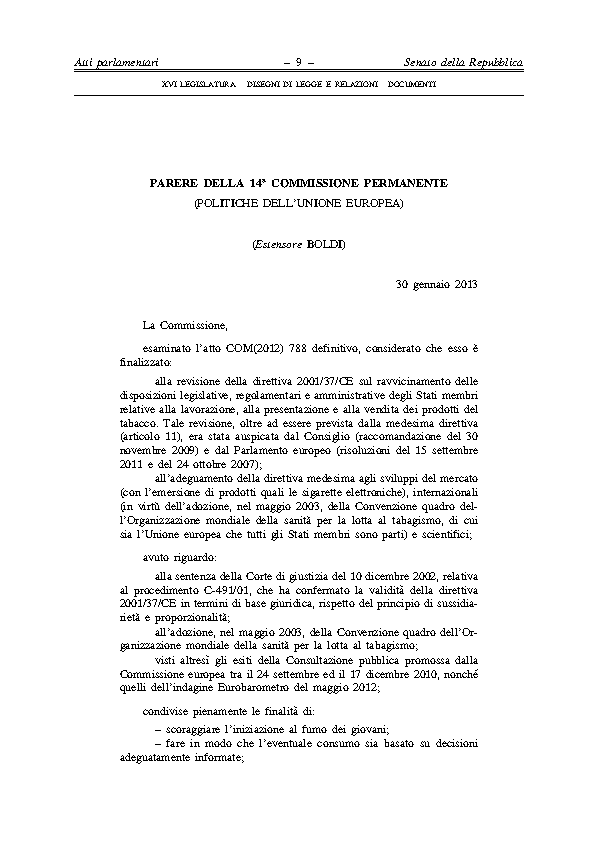 Atti parlamentari – 9 – Senato della Repubblica
XVI LEGISLATURA DISEGNI DI LEGGE E RELAZIONI DOCUMENTI
PARERE DELLA 14ª COMMISSIONE PERMANENTE
(POLITICHE DELL'UNIONE EUROPEA)
(Estensore BOLDI)
30 gennaio 2013
La Commissione,
esaminato l'atto COM(2012) 788 definitivo, considerato che esso è
finalizzato:
alla revisione della direttiva 2001/37/CE sul ravvicinamento delle
disposizioni legislative, regolamentari e amministrative degli Stati membri
relative alla lavorazione, alla presentazione e alla vendita dei prodotti del
tabacco. Tale revisione, oltre ad essere prevista dalla medesima direttiva
(articolo 11), era stata auspicata dal Consiglio (raccomandazione del 30
novembre 2009) e dal Parlamento europeo (risoluzioni del 15 settembre
2011 e del 24 ottobre 2007);
all'adeguamento della direttiva medesima agli sviluppi del mercato
(con l'emersione di prodotti quali le sigarette elettroniche), internazionali
(in virtù dell'adozione, nel maggio 2003, della Convenzione quadro del-
l'Organizzazione mondiale della sanità per la lotta al tabagismo, di cui
sia l'Unione europea che tutti gli Stati membri sono parti) e scientifici;
avuto riguardo:
alla sentenza della Corte di giustizia del 10 dicembre 2002, relativa
al procedimento C-491/01, che ha confermato la validità della direttiva
2001/37/CE in termini di base giuridica, rispetto del principio di sussidia-
rietà e proporzionalità;
all'adozione, nel maggio 2003, della Convenzione quadro dell'Or-
ganizzazione mondiale della sanità per la lotta al tabagismo;
visti altresì gli esiti della Consultazione pubblica promossa dalla
Commissione europea tra il 24 settembre ed il 17 dicembre 2010, nonché
quelli dell'indagine Eurobarometro del maggio 2012;
condivise pienamente le finalità di:
– scoraggiare l'iniziazione al fumo dei giovani;
– fare in modo che l'eventuale consumo sia basato su decisioni
adeguatamente informate;